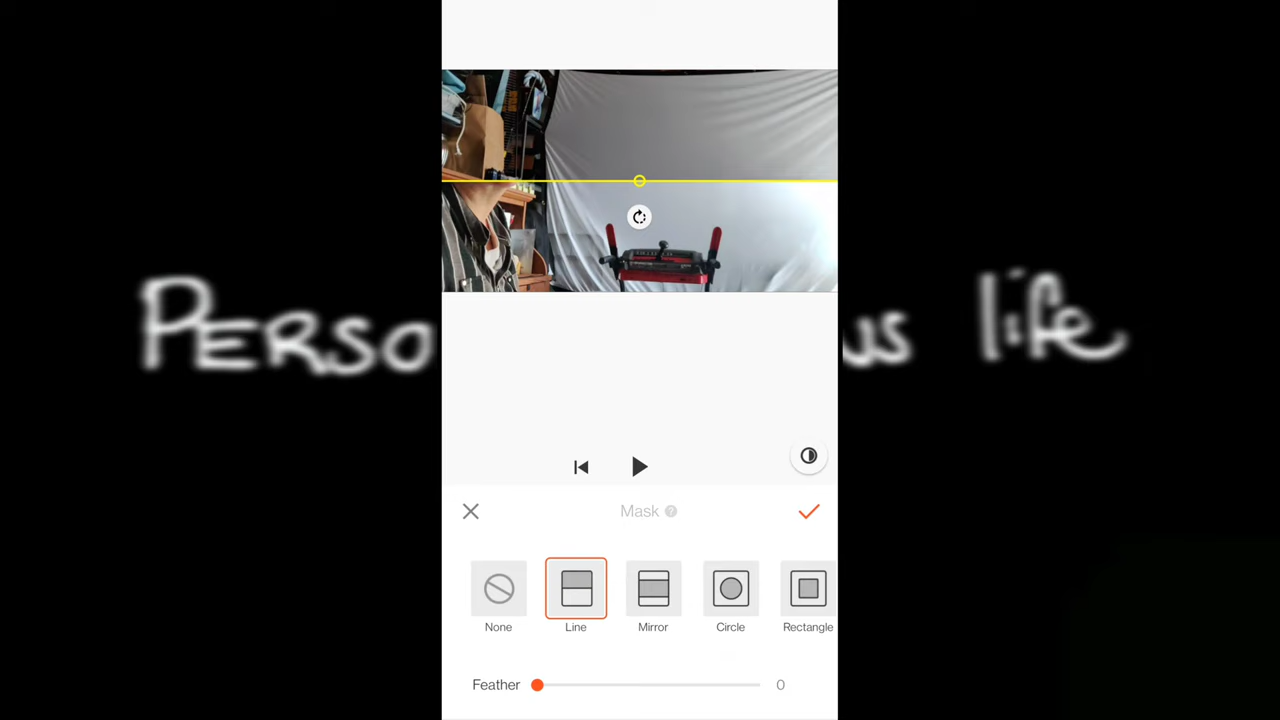 PERSO
us life
Mask ?
None
Line
Mirror
Circle
Rectangle
Feather
0